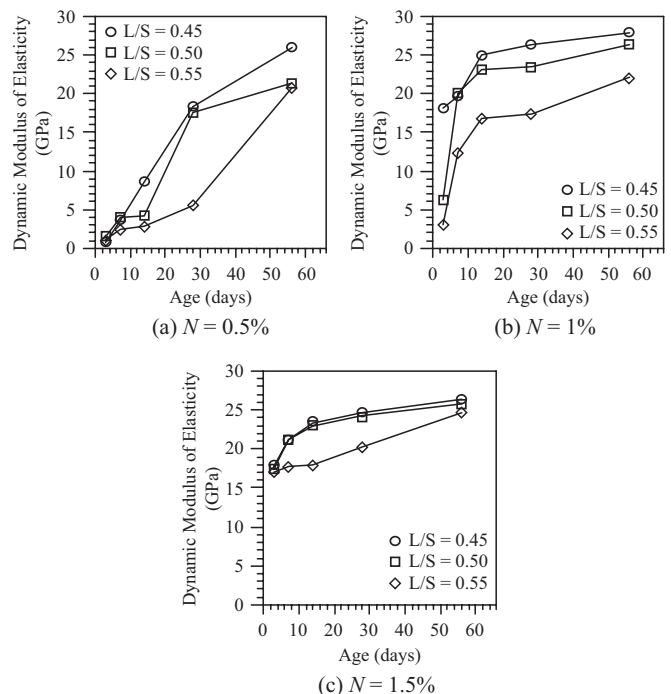 Dynamic Modulus of Elasticity
(GPa)
30
25
20
15
10
5
0
L/S = 0.45
L/S = 0.50
L/S = 0.55
0 10 20 30 40 50 60
Age (days)
(a) N = 0.5%
Dynamic Modulus of Elasticity
(GPa)
30
25
20
15
10
5
0
L/S = 0.45
L/S = 0.50
L/S = 0.55
0 10 20 30 40 50 60
Age (days)
(b) N = 1%
Dynamic Modulus of Elasticity
(GPa)
30
25
20
15
10
5
0
L/S = 0.45
L/S = 0.50
L/S = 0.55
0 10 20 30 40 50 60
Age (days)
(c) N = 1.5%